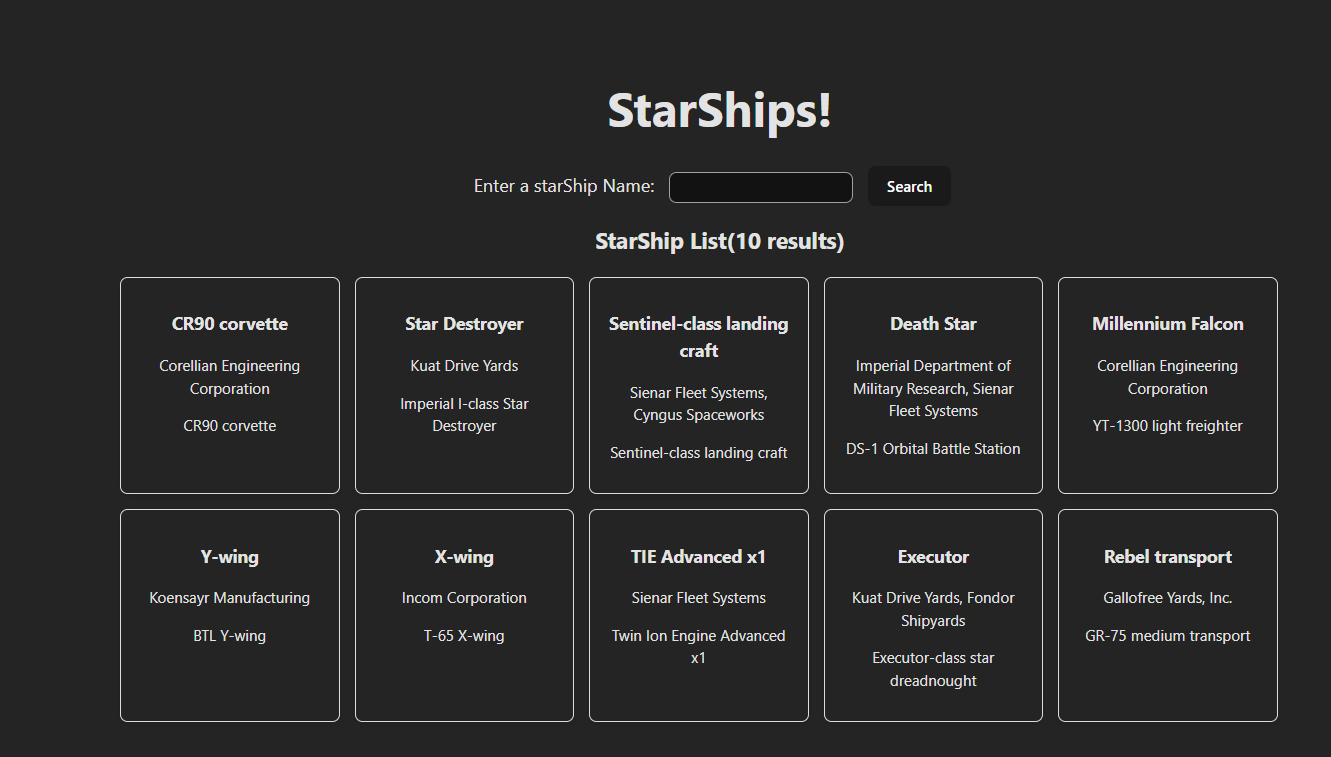 StarShips!
Enter a starShip Name:
Search
StarShip List(10 results)
CR90 corvette
Corellian Engineering
Corporation
CR90 corvette
Star Destroyer
Kuat Drive Yards
Imperial I-class Star
Destroyer
Sentinel-class landing
craft
Sienar Fleet Systems,
Cyngus Spaceworks
Sentinel-class landing craft
Death Star
Imperial Department of
Military Research, Sienar
Fleet Systems
DS-1 Orbital Battle Station
Millennium Falcon
Corellian Engineering
Corporation
YT-1300 light freighter
Y-wing
Koensayr Manufacturing
BTL Y-wing
X-wing
Incom Corporation
T-65 X-wing
TIE Advanced x1
Sienar Fleet Systems
Twin Ion Engine Advanced
x1
Executor
Kuat Drive Yards, Fondor
Shipyards
Executor-class star
dreadnought
Rebel transport
Gallofree Yards, Inc.
GR-75 medium transport